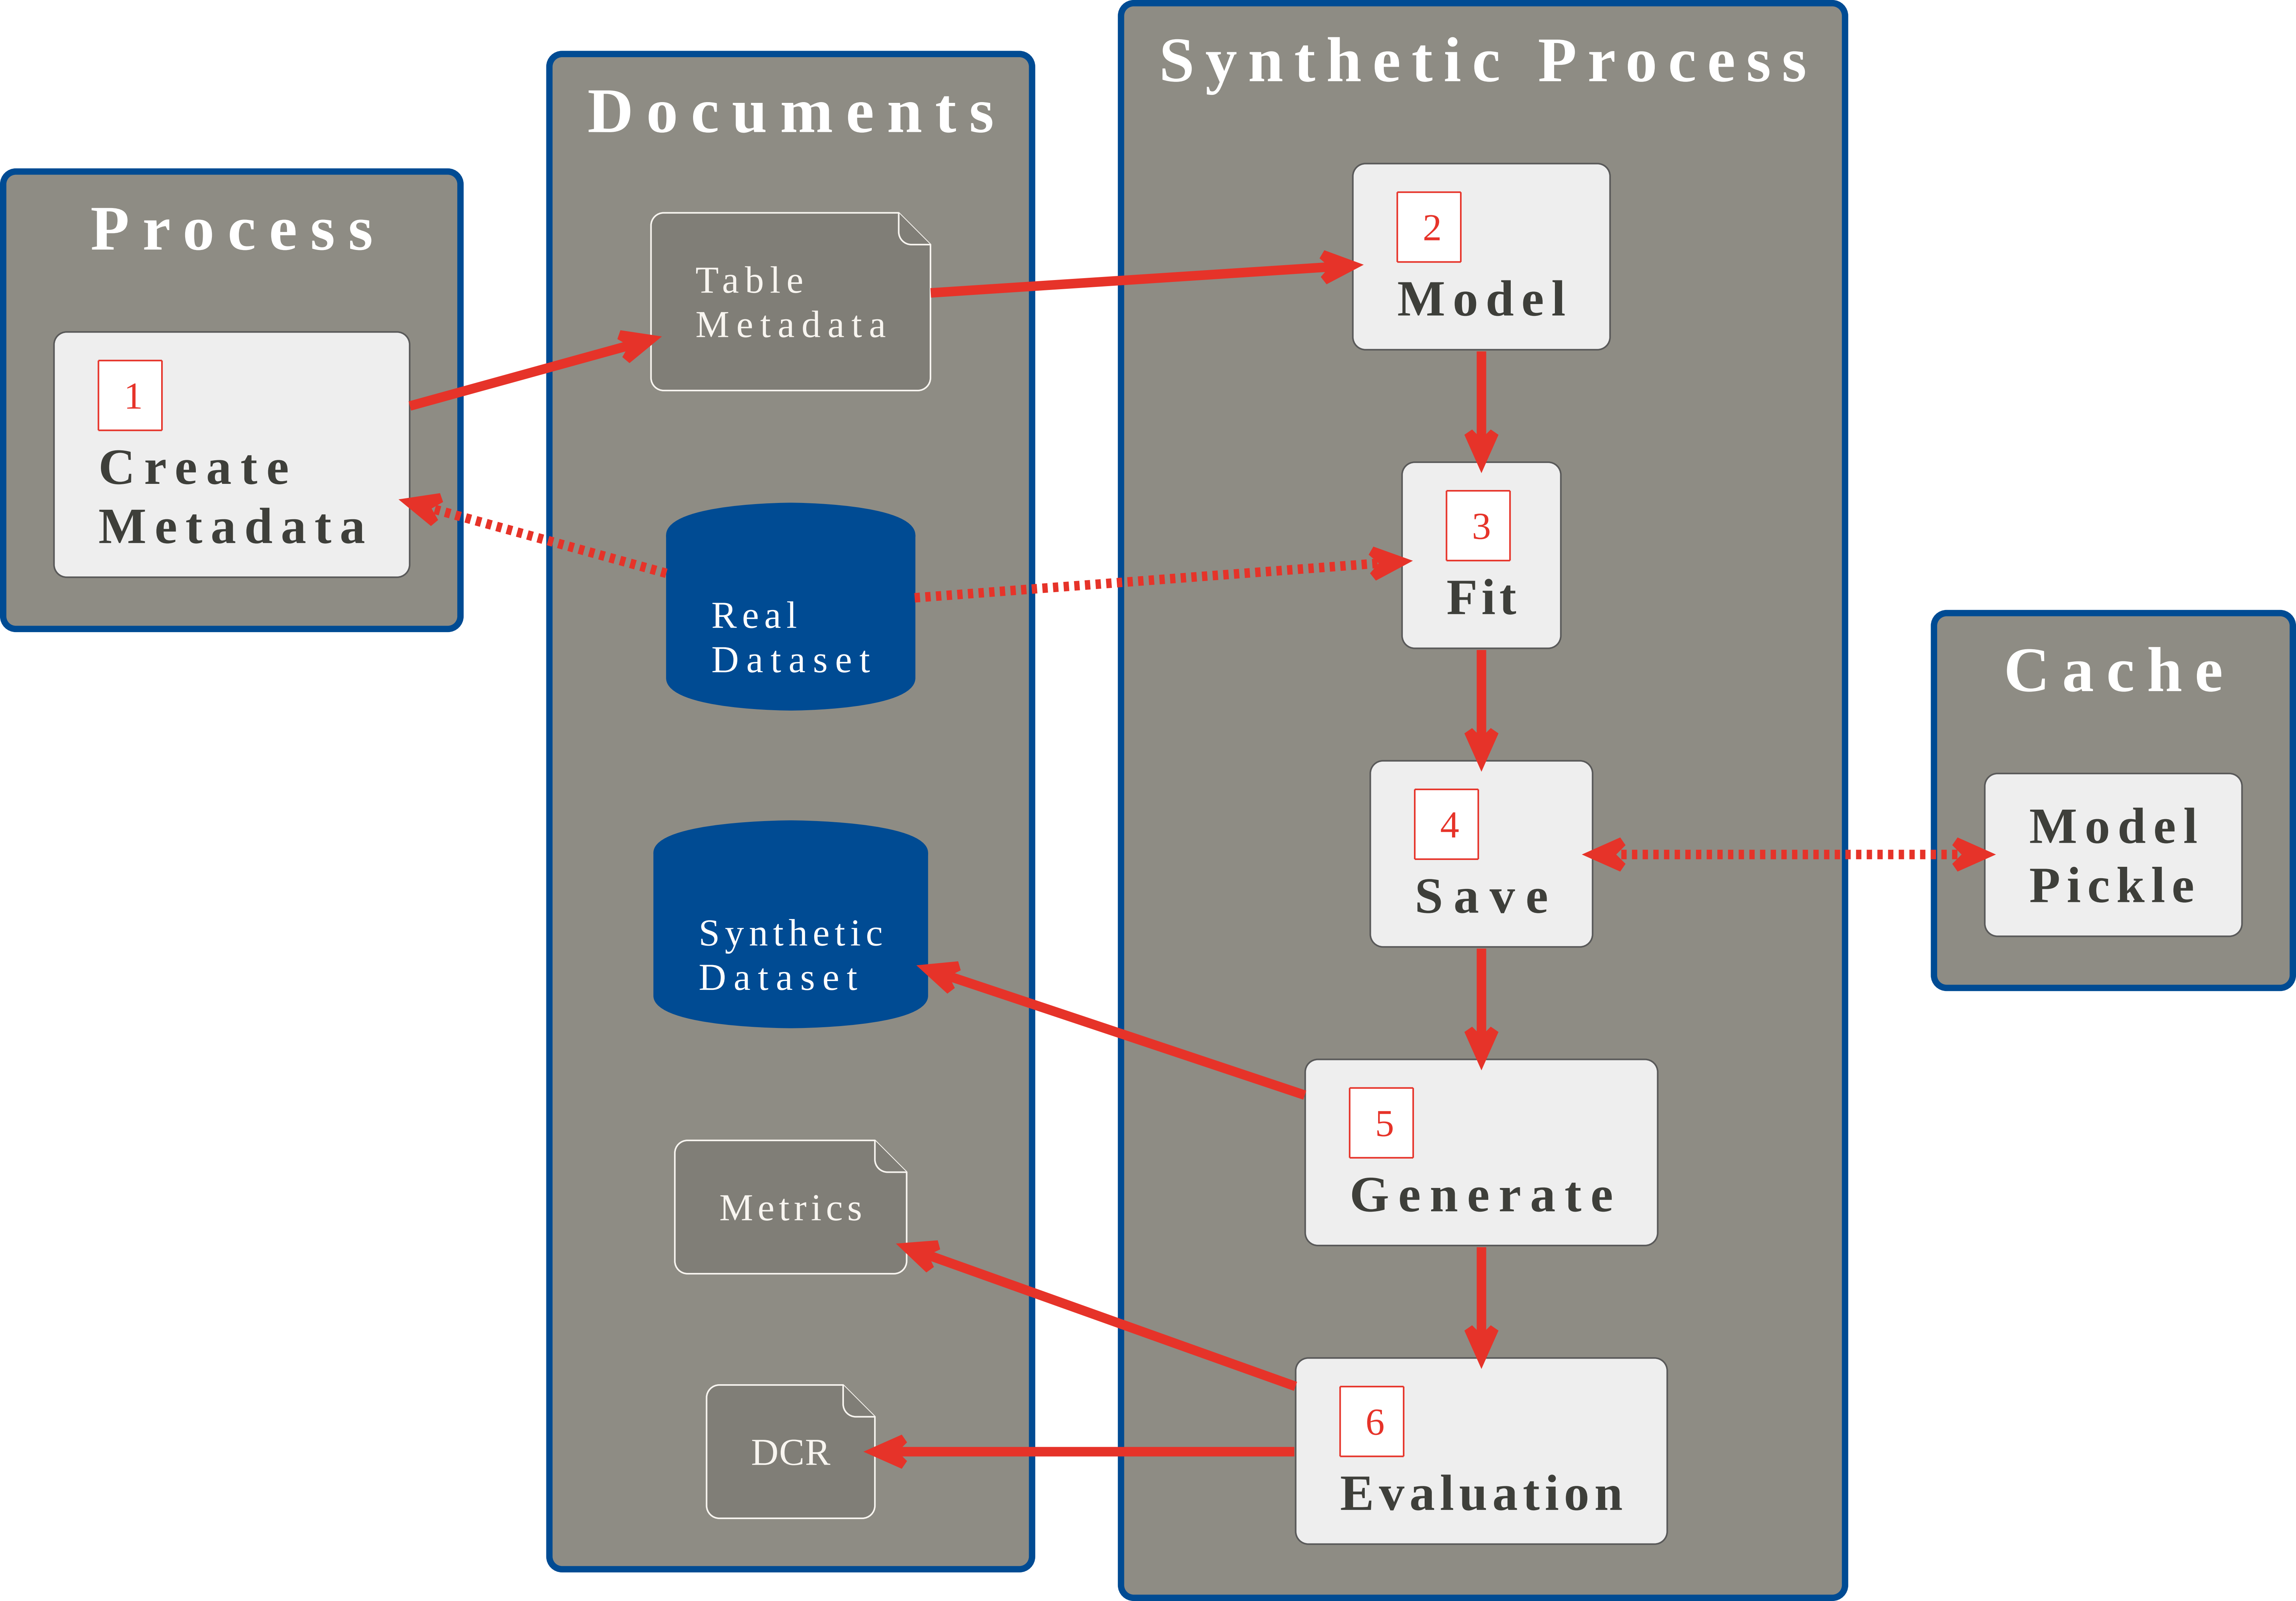 Process
1
Create
Metadata
Documents
Table
Metadata
Real
Dataset
Synthetic
Dataset
Metrics
DCR
Synthetic Process
2
Model
3
Fit
4
Save
5
Generate
6
Evaluation
Cache
Model
Pickle